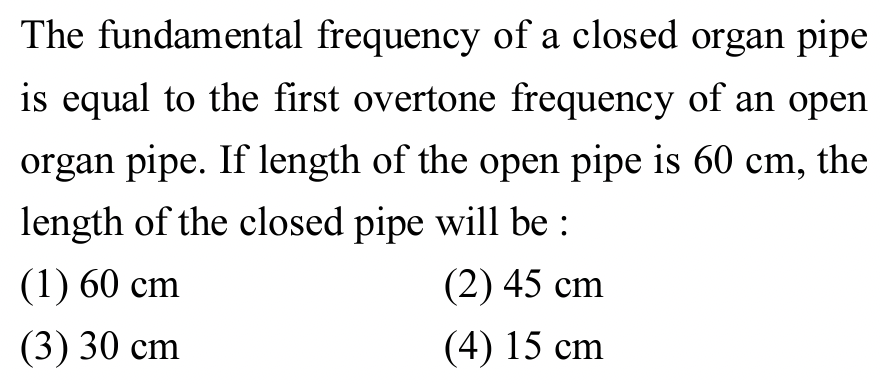 The fundamental frequency of a closed organ pipe
is equal to the first overtone frequency of an open
organ pipe. If length of the open pipe is 60 cm, the
length of the closed pipe will be :
(1) 60 cm (2) 45 cm
(3) 30 cm (4) 15 cm